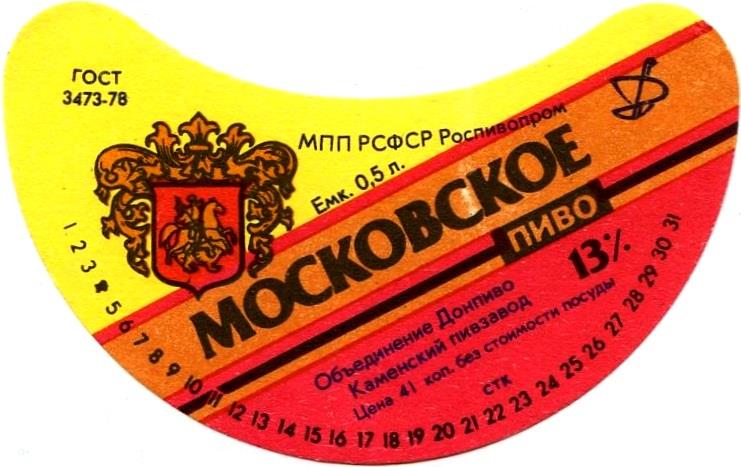 ГОСТ
3473-78
МПП РСФСР Роспивопром
Емк. 0,5 л.
МОСКОВСКОЕ
ПИВО
13%
Объединение Донпиво
Каменский пивзавод
Цена 41 коп. без стоимости посуды
СТК
1 2 3 4 5 6 7 8 9 10 11 12 13 14 15 16 17 18 19 20 21 22 23 24 25 26 27 28 29 30 31